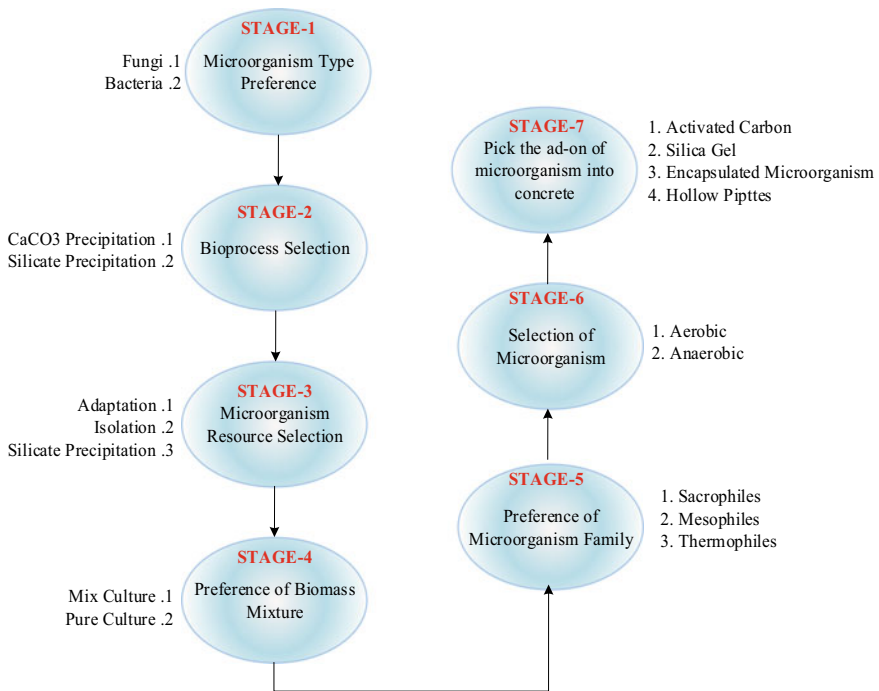 STAGE-1
Microorganism Type
Preference
Fungi .1
Bacteria .2
STAGE-2
Bioprocess Selection
CaCO3 Precipitation .1
Silicate Precipitation .2
STAGE-3
Microorganism
Resource Selection
Adaptation .1
Isolation .2
Silicate Precipitation .3
STAGE-4
Preference of Biomass
Mixture
Mix Culture .1
Pure Culture .2
STAGE-5
Preference of
Microorganism Family
1. Sacrophiles
2. Mesophiles
3. Thermophiles
STAGE-6
Selection of
Microorganism
1. Aerobic
2. Anaerobic
STAGE-7
Pick the ad-on of
microorganism into
concrete
1. Activated Carbon
2. Silica Gel
3. Encapsulated Microorganism
4. Hollow Pipttes